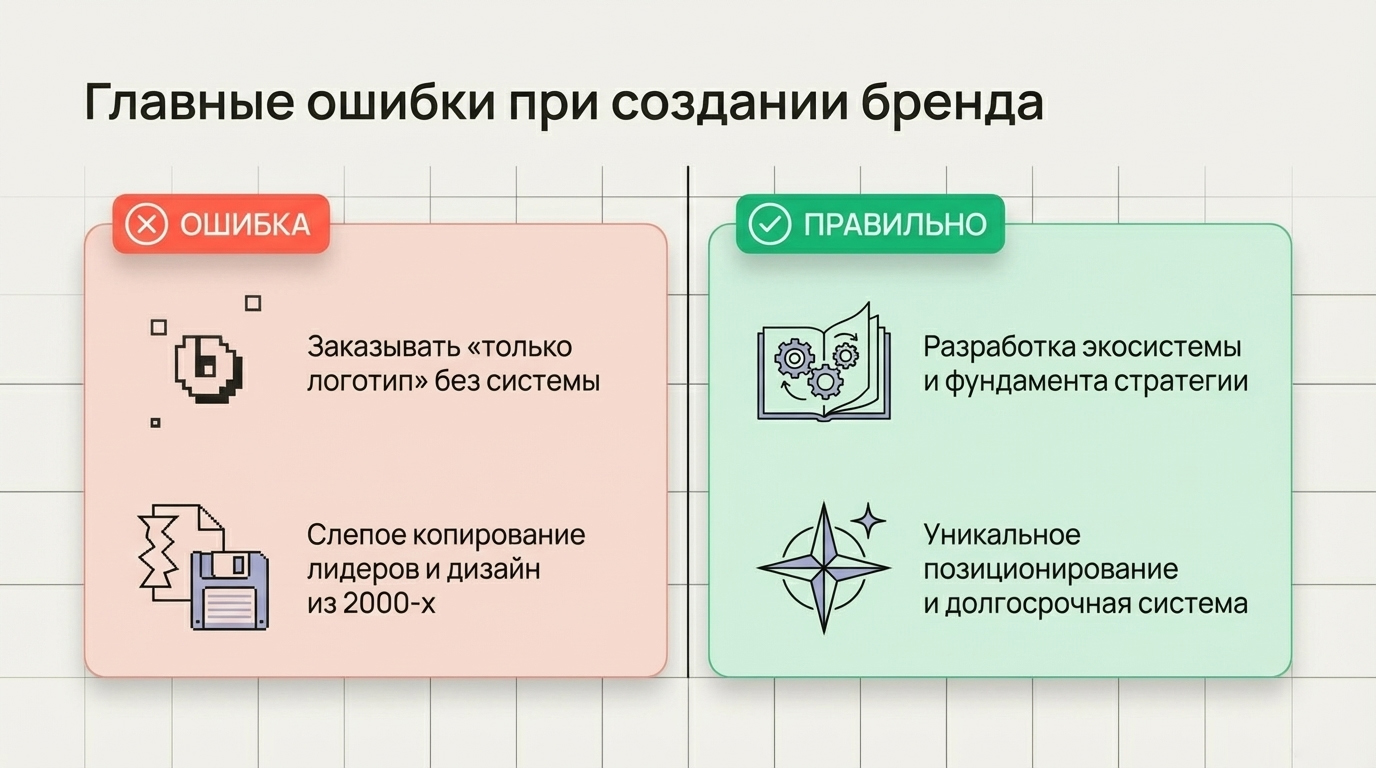 Главные ошибки при создании бренда
ОШИБКА
Заказывать «только
логотип» без системы
Слепое копирование
лидеров и дизайн
из 2000-х
ПРАВИЛЬНО
Разработка экосистемы
и фундамента стратегии
Уникальное
позиционирование
и долгосрочная система